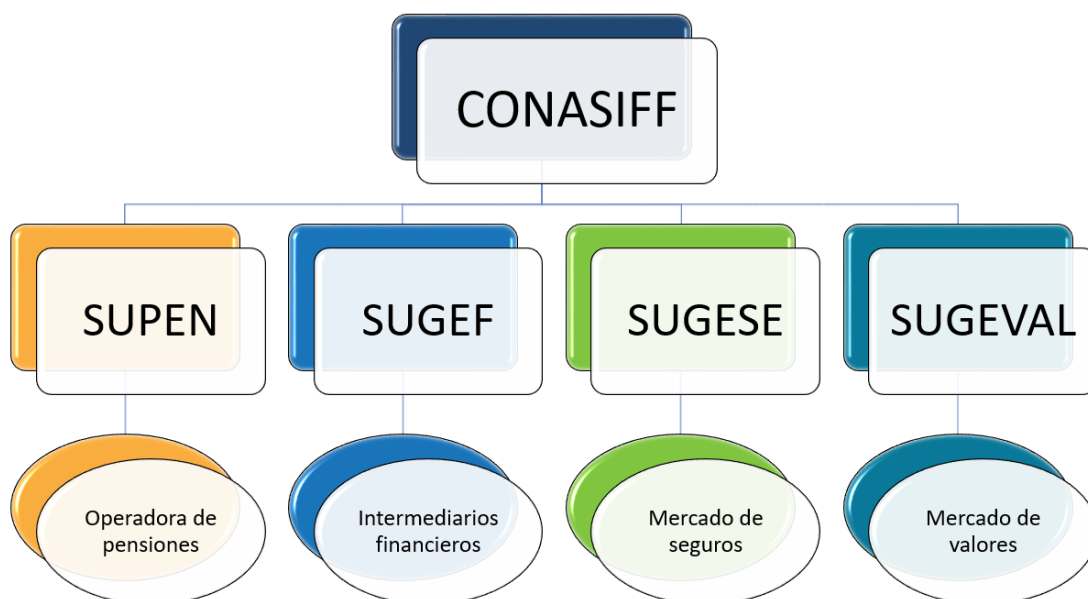 CONASIFF
SUPEN
SUGEF
SUGESE
SUGEVAL
Operadora de
pensiones
Intermediarios
financieros
Mercado de
seguros
Mercado de
valores